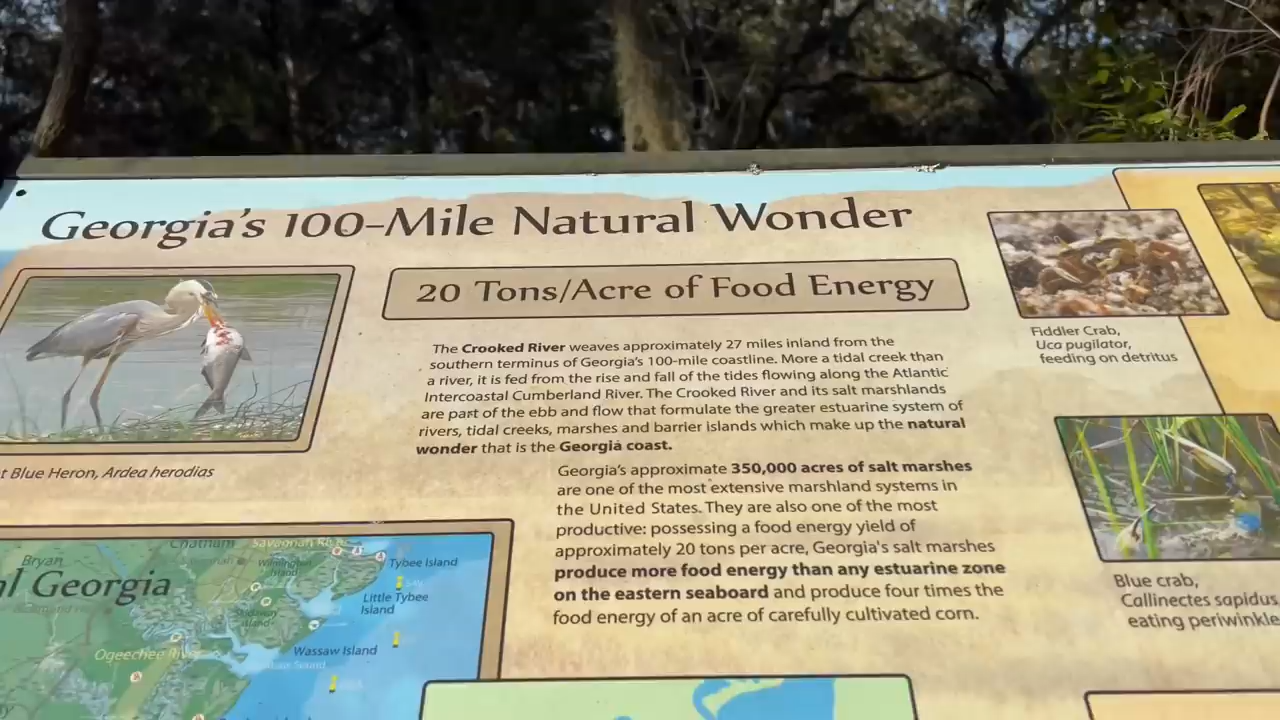 Georgia's 100-Mile Natural Wonder
20 Tons/Acre of Food Energy
The Crooked River weaves approximately 27 miles inland from the
southern terminus of Georgia's 100-mile coastline. More a tidal creek than
a river, it is fed from the rise and fall of the tides flowing along the Atlantic
Intercoastal Cumberland River. The Crooked River and its salt marshlands
are part of the ebb and flow that formulate the greater estuarine system of
rivers, tidal creeks, marshes and barrier islands which make up the natural
wonder that is the Georgia coast.
Georgia's approximate 350,000 acres of salt marshes
are one of the most extensive marshland systems in
the United States. They are also one of the most
productive: possessing a food energy yield of
approximately 20 tons per acre, Georgia's salt marshes
produce more food energy than any estuarine zone
on the eastern seaboard and produce four times the
food energy of an acre of carefully cultivated corn.
Blue Heron, Ardea herodias
Fiddler Crab,
Uca pugilator,
feeding on detritus
Blue crab,
Callinectes sapidus,
eating periwinkle
Chatham
Savannah River
Bryan
Georgia
Tybee Island
Little Tybee
Island
Wassaw Island
Ogeechee River
Sound